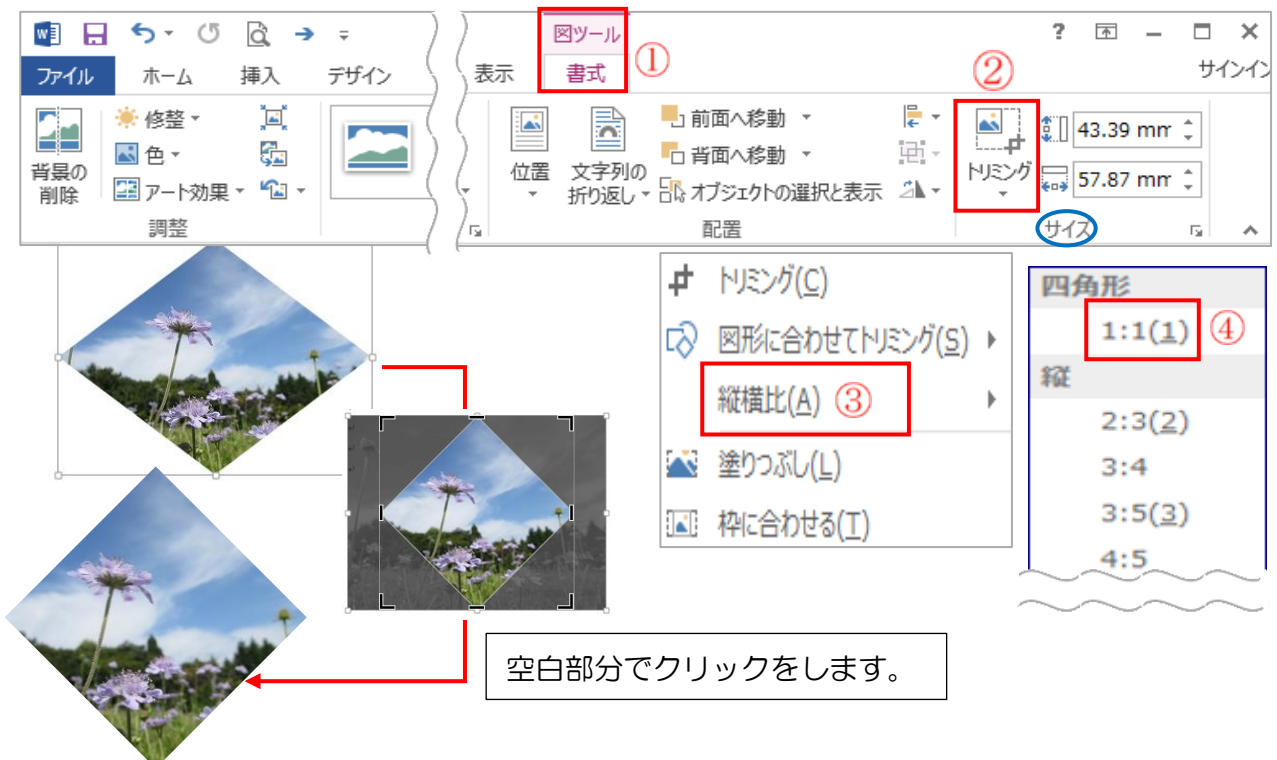 図ツール
?
ファイル ホーム 挿入 デザイン 表示 書式 ① ② サインイン
背景の
削除
修整
色
アート効果
調整
位置
文字列の
折り返し
前面へ移動
背面へ移動
オブジェクトの選択と表示
配置
トリミング
43.39 mm
57.87 mm
サイズ
トリミング(C)
図形に合わせてトリミング(S)
縦横比(A) ③
塗りつぶし(L)
枠に合わせる(T)
四角形
1:1(1) ④
縦
2:3(2)
3:4
3:5(3)
4:5
空白部分でクリックをします。